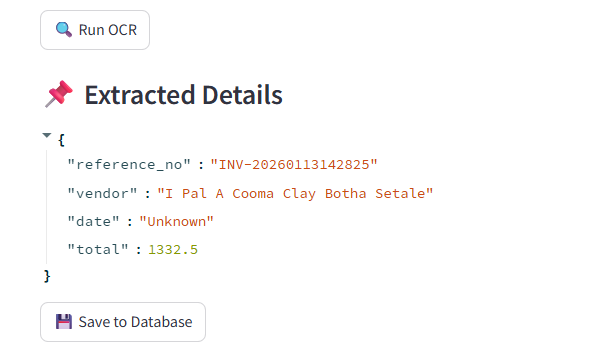 Run OCR
Extracted Details
{
"reference_no" : "INV-20260113142825"
"vendor" : "I Pal A Cooma Clay Botha Setale"
"date" : "Unknown"
"total" : 1332.5
}
Save to Database